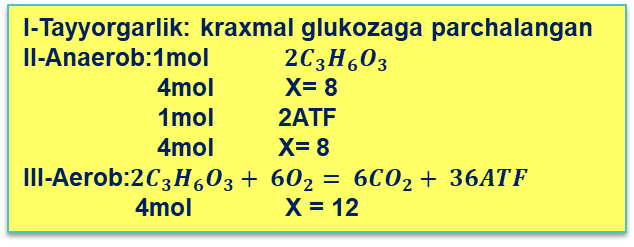 I-Tayyorgarlik: kraxmal glukozaga parchalangan
II-Anaerob:1mol 2C₃H₆O₃
4mol X= 8
1mol 2ATF
4mol X= 8
III-Aerob:2C₃H₆O₃ + 6O₂ = 6CO₂ + 36ATF
4mol X = 12